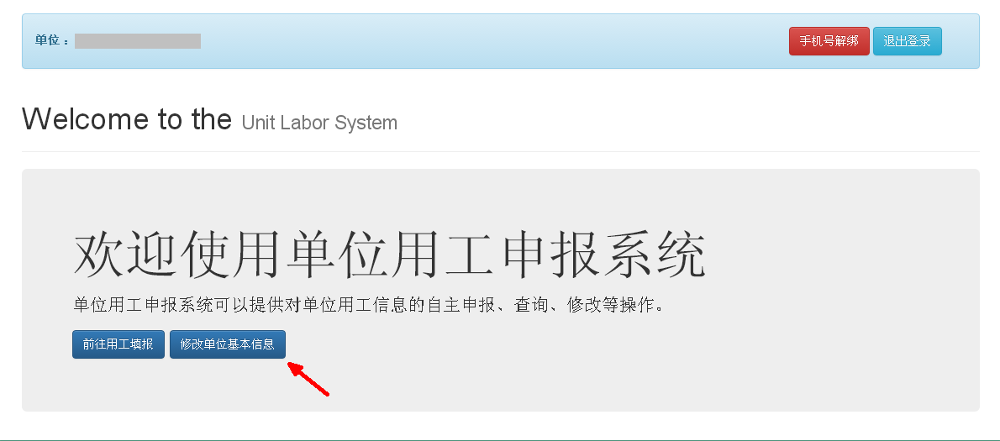 单位：
手机号解绑 退出登录
Welcome to the Unit Labor System
欢迎使用单位用工申报系统
单位用工申报系统可以提供对单位用工信息的自主申报、查询、修改等操作。
前往用工填报 修改单位基本信息